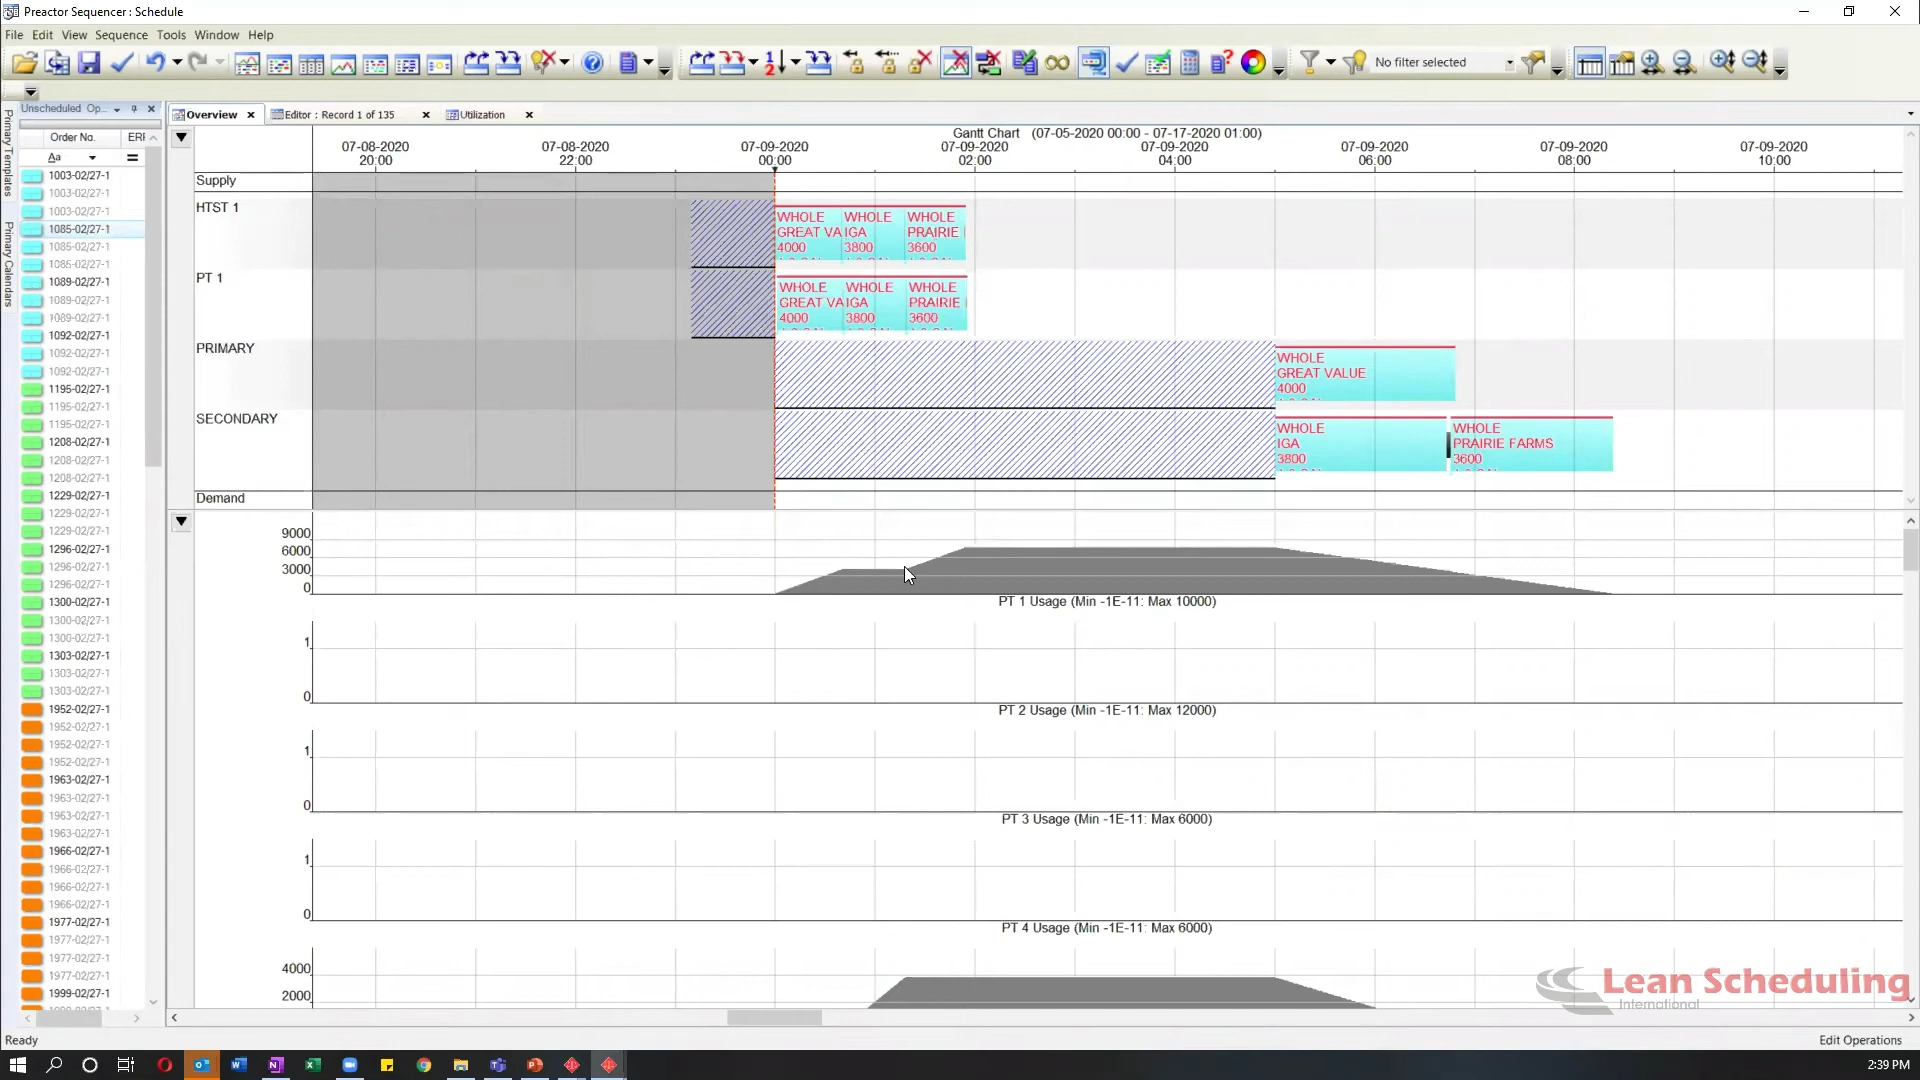 Preactor Sequencer : Schedule
File Edit View Sequence Tools Window Help
No filter selected
Unscheduled Op...
Overview
Editor : Record 1 of 135
Utilization
Primary Templates
Primary Calendars
Order No. ERF
Aa =
1003-02/27-1
1003-02/27-1
1003-02/27-1
1085-02/27-1
1085-02/27-1
1085-02/27-1
1089-02/27-1
1089-02/27-1
1089-02/27-1
1092-02/27-1
1092-02/27-1
1092-02/27-1
1195-02/27-1
1195-02/27-1
1195-02/27-1
1208-02/27-1
1208-02/27-1
1208-02/27-1
1229-02/27-1
1229-02/27-1
1229-02/27-1
1296-02/27-1
1296-02/27-1
1296-02/27-1
1300-02/27-1
1300-02/27-1
1300-02/27-1
1303-02/27-1
1303-02/27-1
1303-02/27-1
1952-02/27-1
1952-02/27-1
1952-02/27-1
1952-02/27-1
1963-02/27-1
1963-02/27-1
1963-02/27-1
1963-02/27-1
1966-02/27-1
1966-02/27-1
1966-02/27-1
1966-02/27-1
1977-02/27-1
1977-02/27-1
1977-02/27-1
1977-02/27-1
1999-02/27-1
Gantt Chart (07-05-2020 00:00 - 07-17-2020 01:00)
07-08-2020 07-08-2020 07-09-2020 07-09-2020 07-09-2020 07-09-2020 07-09-2020 07-09-2020
20:00 22:00 00:00 02:00 04:00 06:00 08:00 10:00
Supply
HTST 1
WHOLE WHOLE WHOLE
GREAT VA IGA PRAIRIE
4000 3800 3600
PT 1
WHOLE WHOLE WHOLE
GREAT VA IGA PRAIRIE
4000 3800 3600
PRIMARY
WHOLE
GREAT VALUE
4000
SECONDARY
WHOLE WHOLE
IGA PRAIRIE FARMS
3800 3600
Demand
9000
6000
3000
0
PT 1 Usage (Min -1E-11: Max 10000)
1
0
PT 2 Usage (Min -1E-11: Max 12000)
1
0
PT 3 Usage (Min -1E-11: Max 6000)
1
0
PT 4 Usage (Min -1E-11: Max 6000)
4000
2000
Lean Scheduling
International
Ready
Edit Operations
2:39 PM